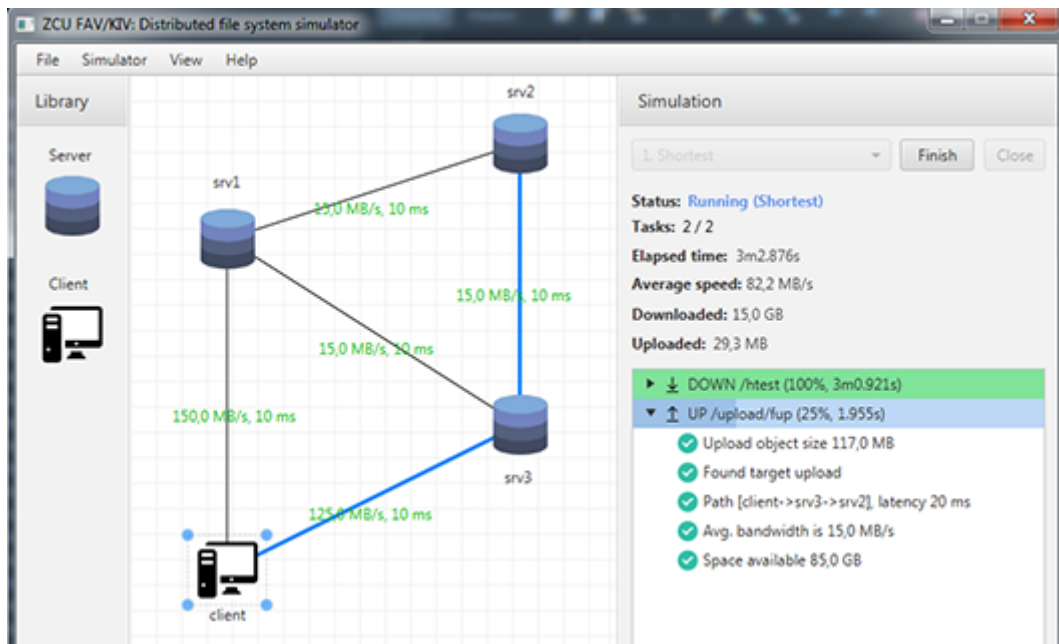 ZCU FAV/KIV: Distributed file system simulator
File Simulator View Help
Library
Server
Client
srv2
srv1
15,0 MB/s, 10 ms
15,0 MB/s, 10 ms
15,0 MB/s, 10 ms
150,0 MB/s, 10 ms
srv3
125,0 MB/s, 10 ms
client
Simulation
1. Shortest
Finish
Close
Status: Running (Shortest)
Tasks: 2 / 2
Elapsed time: 3m2.876s
Average speed: 82,2 MB/s
Downloaded: 15,0 GB
Uploaded: 29,3 MB
DOWN /htest (100%, 3m0.921s)
UP /upload/fup (25%, 1.955s)
Upload object size 117,0 MB
Found target upload
Path [client->srv3->srv2], latency 20 ms
Avg. bandwidth is 15,0 MB/s
Space available 85,0 GB